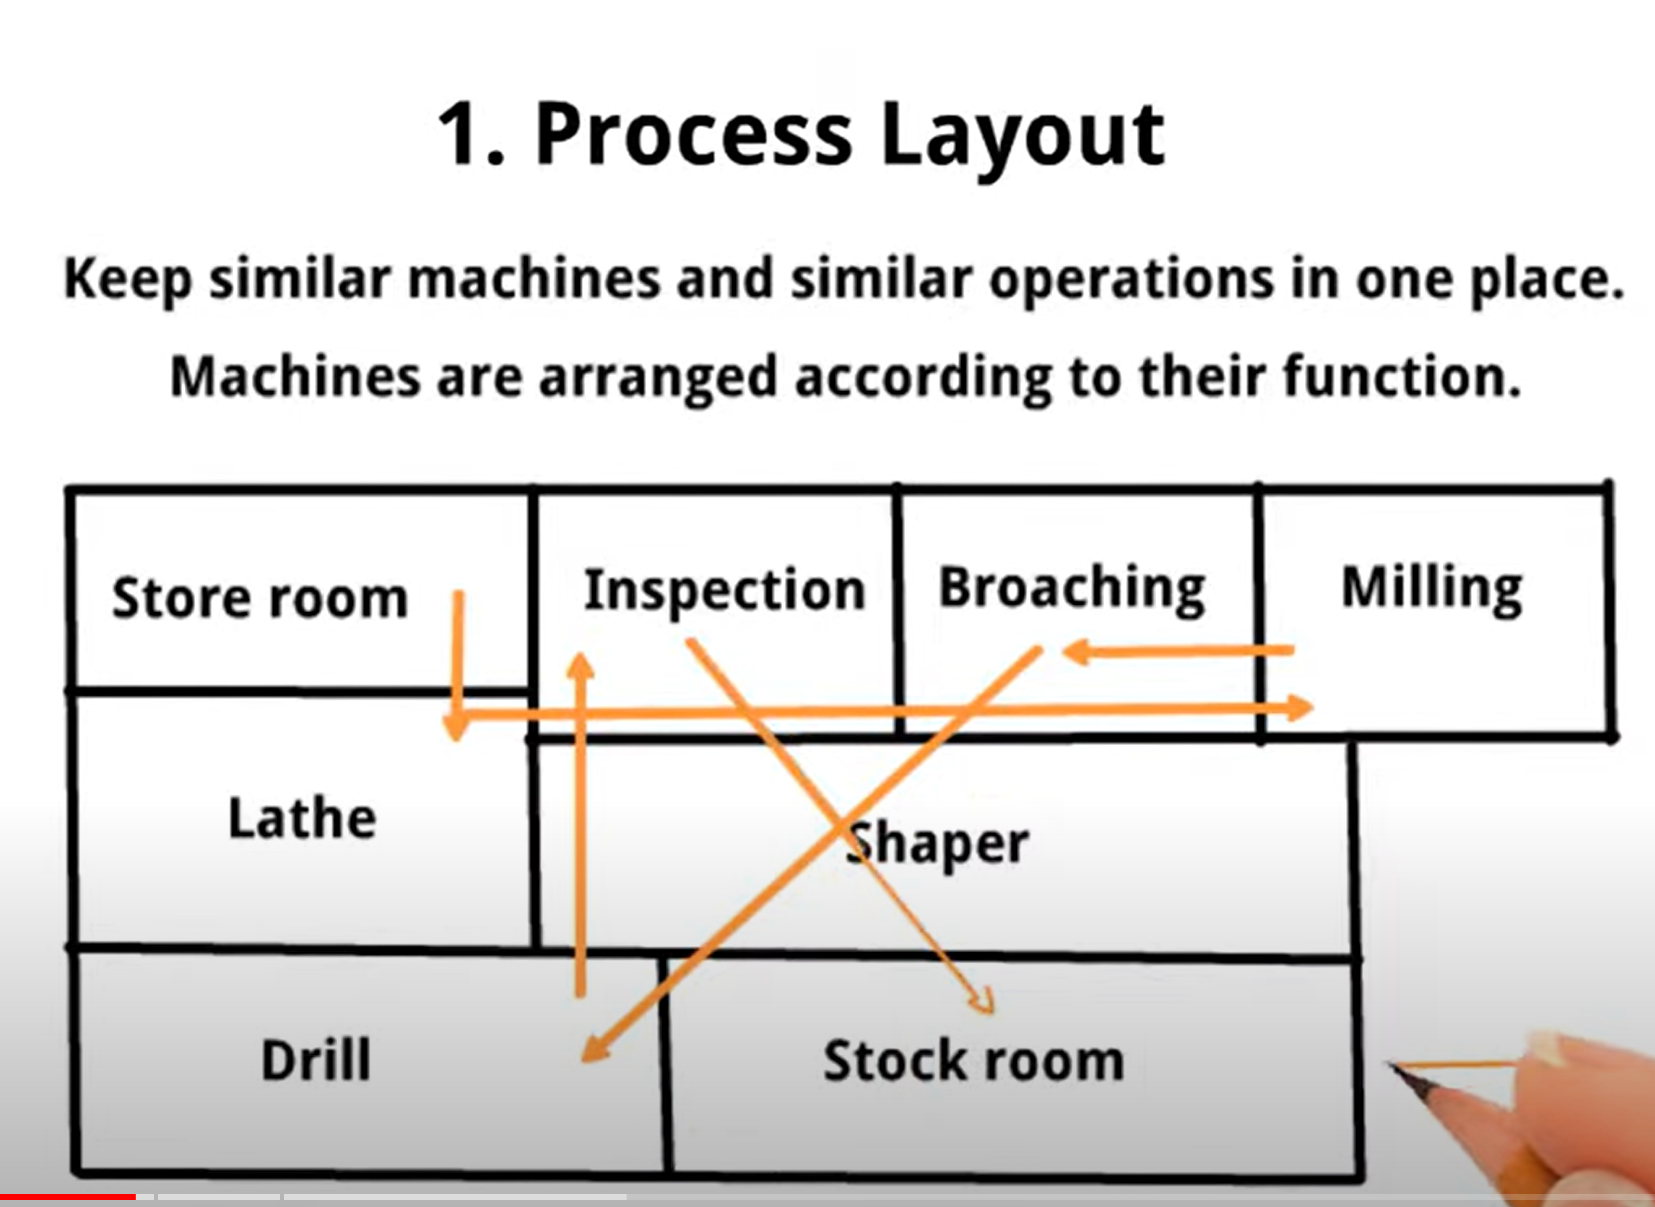 1. Process Layout
Keep similar machines and similar operations in one place.
Machines are arranged according to their function.
Store room
Inspection
Broaching
Milling
Lathe
Shaper
Drill
Stock room